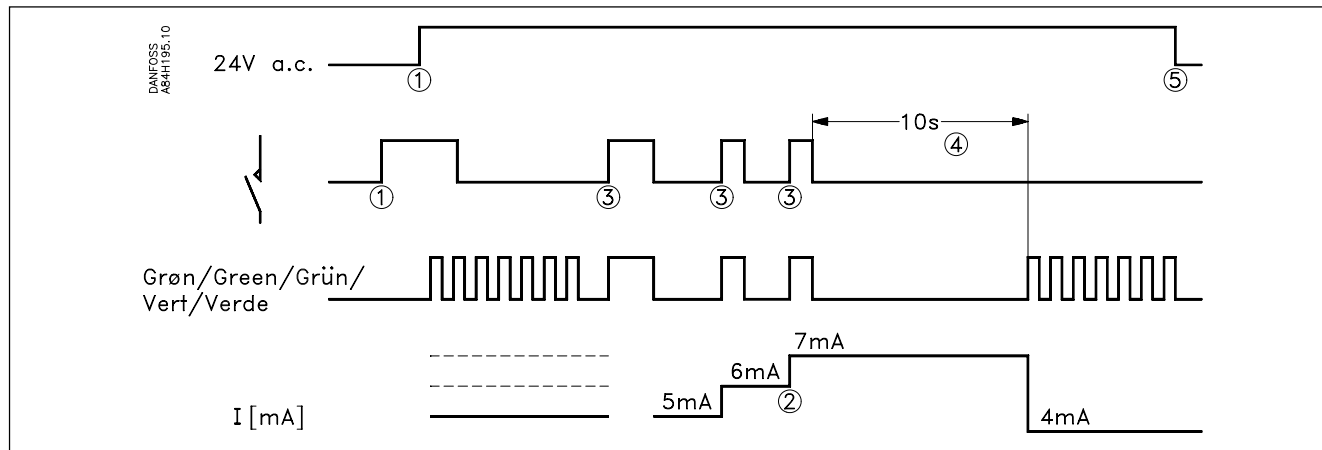 DANFOSS
A84H195.10
24V a.c.
①
⑤
10s
④
①
③
③
③
Grøn/Green/Grün/
Vert/Verde
7mA
6mA
5mA
②
I [mA]
4mA